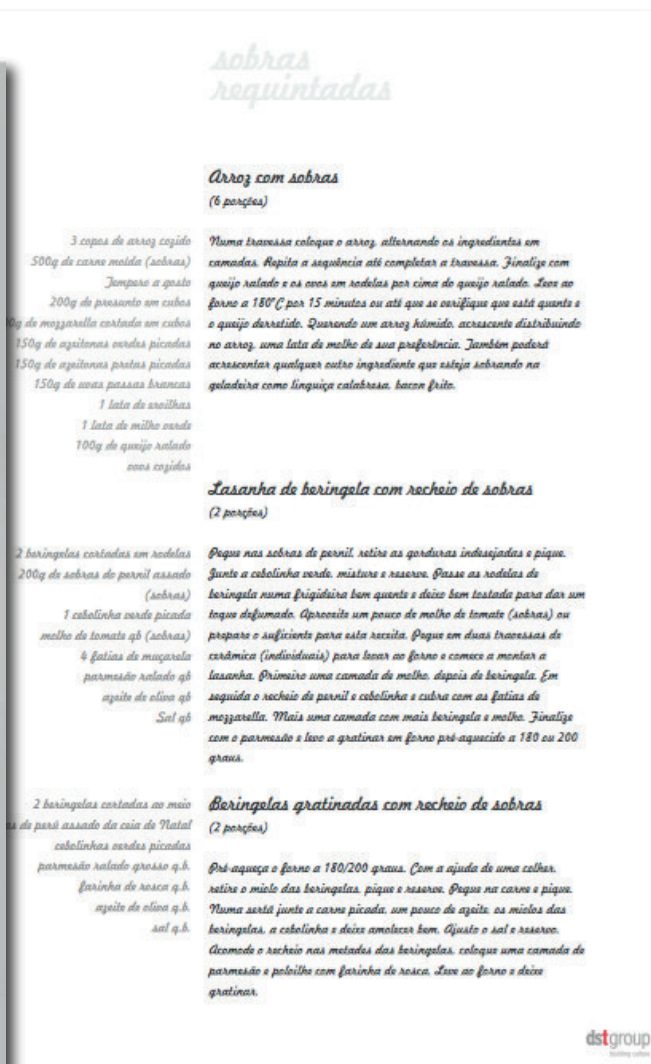 sobras
requintadas
Arroz com sobras
(6 porções)
3 copos de arroz cozido
500g de carne moída (sobras)
Tempero a gosto
200g de presunto em cubos
de mozzarella cortada em cubos
150g de azeitonas verdes picadas
150g de azeitonas pretas picadas
150g de uvas passas brancas
1 lata de ervilhas
1 lata de milho verde
100g de queijo ralado
ovos cozidos
Numa travessa coloque o arroz, alternando os ingredientes em
camadas. Repita a sequência até completar a travessa. Finalize com
queijo ralado e os ovos em rodelas por cima do queijo ralado. Leve ao
forno a 180°C por 15 minutos ou até que se verifique que está quente e
o queijo derretido. Querendo um arroz húmido, acrescente distribuindo
no arroz, uma lata de molho de sua preferência. Também poderá
acrescentar qualquer outro ingrediente que esteja sobrando na
geladeira como linguiça calabresa, bacon frito.
Lasanha de beringela com recheio de sobras
(2 porções)
2 beringelas cortadas em rodelas
200g de sobras do pernil assado
(sobras)
1 cebolinha verde picada
molho de tomate qb (sobras)
4 fatias de muçarela
parmesão ralado qb
azeite de oliva qb
Sal qb
Pegue nas sobras de pernil, retire as gorduras indesejadas e pique.
Junte a cebolinha verde, misture e reserve. Passe as rodelas de
beringela numa frigideira bem quente e deixe bem tostada para dar um
toque defumado. Aproveite um pouco de molho de tomate (sobras) ou
prepare o suficiente para esta receita. Pegue em duas travessas de
cerâmica (individuais) para levar ao forno e comece a montar a
lasanha. Primeiro uma camada de molho, depois de beringela. Em
seguida o recheio de pernil e cebolinha e cubra com as fatias de
mozzarella. Mais uma camada com mais beringela e molho. Finalize
com o parmesão e leve a gratinar em forno pré-aquecido a 180 ou 200
graus.
Beringelas gratinadas com recheio de sobras
(2 porções)
2 beringelas cortadas ao meio
de perú assado da ceia de Natal
cebolinhas verdes picadas
parmesão ralado grosso q.b.
farinha de rosca q.b.
azeite de oliva q.b.
sal q.b.
Pré-aqueça o forno a 180/200 graus. Com a ajuda de uma colher,
retire o miolo das beringelas, pique e reserve. Pegue na carne e pique.
Numa sertã junte a carne picada, um pouco de azeite, os miolos das
beringelas, a cebolinha e deixe amolecer bem. Ajuste o sal e reserve.
Acomode o recheio nas metades das beringelas, coloque uma camada de
parmesão e polvilhe com farinha de rosca. Leve ao forno e deixe
gratinar.
dstgroup
building culture